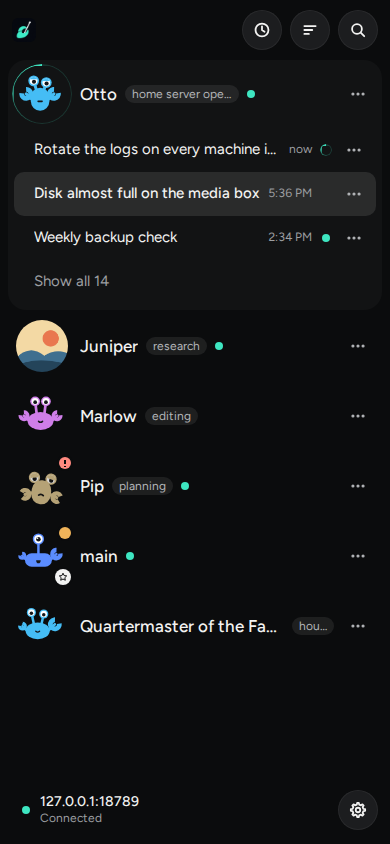 Otto home server ope...
Rotate the logs on every machine i... now
Disk almost full on the media box 5:36 PM
Weekly backup check 2:34 PM
Show all 14
Juniper research
Marlow editing
Pip planning
main
Quartermaster of the Fa... hou...
127.0.0.1:18789
Connected